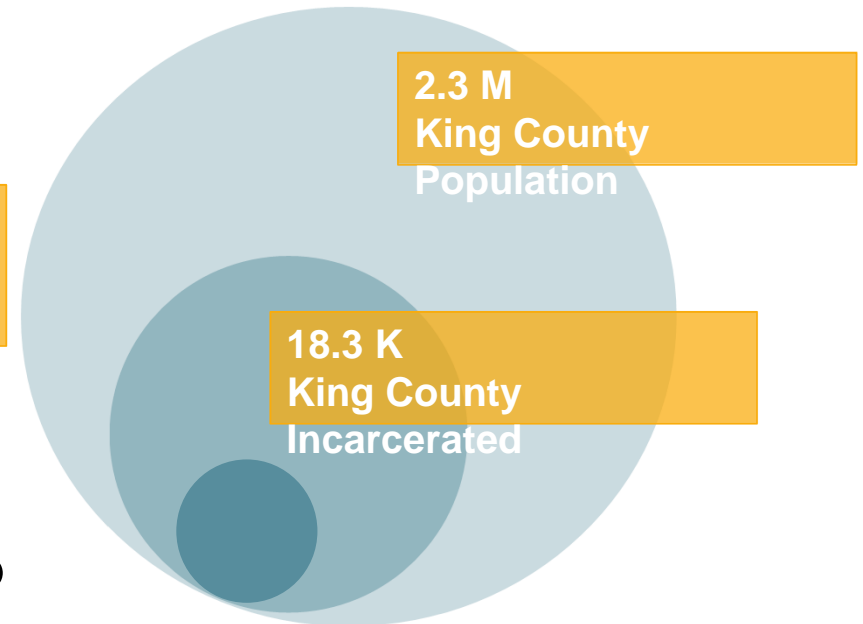 2.3 M
King County
Population
18.3 K
King County
Incarcerated
)